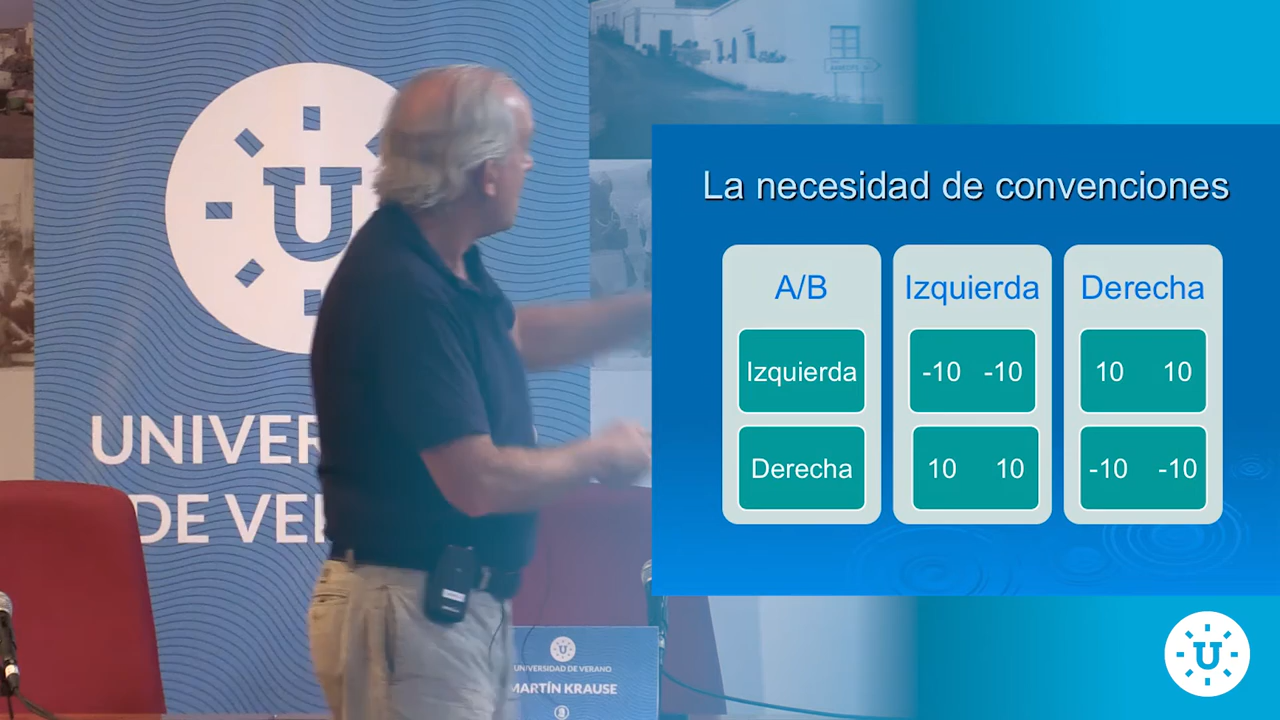 U
UNIVER
DE VE
La necesidad de convenciones
A/B Izquierda Derecha
Izquierda -10 -10 10 10
Derecha 10 10 -10 -10
UNIVERSIDAD DE VERANO
MARTÍN KRAUSE
U